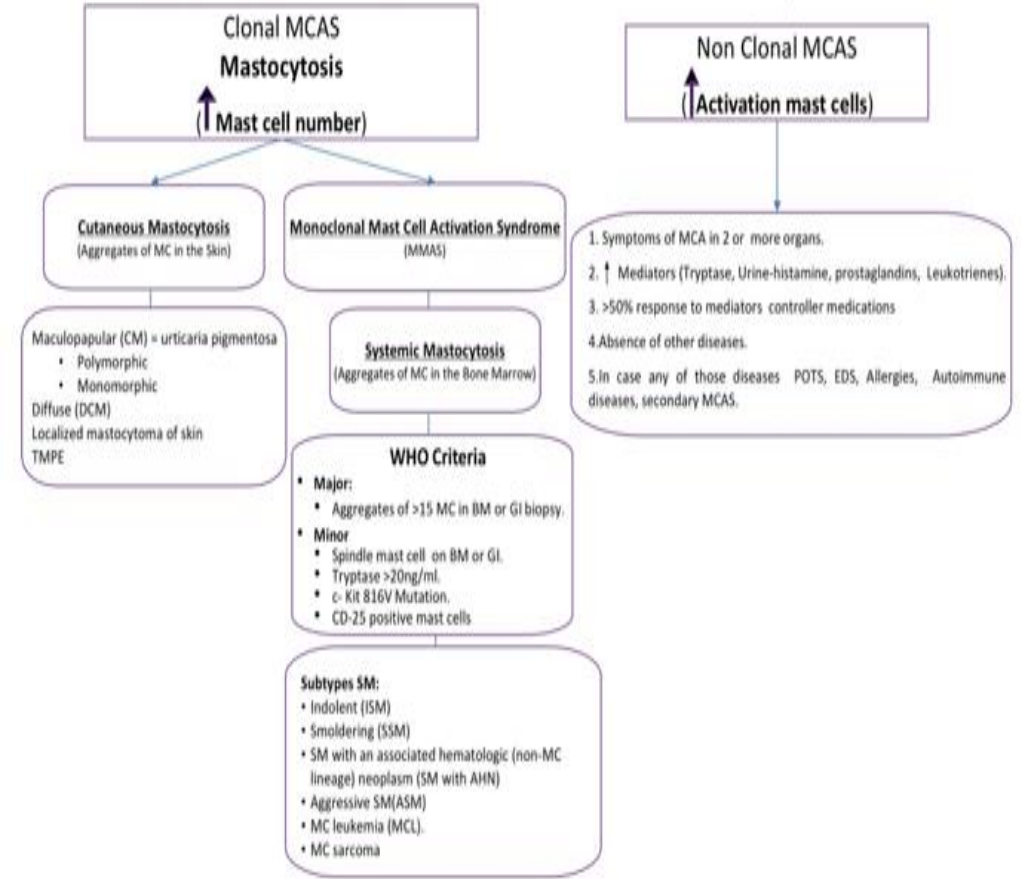 Clonal MCAS
Mastocytosis
(↑ Mast cell number)
Non Clonal MCAS
(↑ Activation mast cells)
Cutaneous Mastocytosis
(Aggregates of MC in the Skin)
Monoclonal Mast Cell Activation Syndrome
(MMAS)
1. Symptoms of MCA in 2 or more organs.
2. ↑ Mediators (Tryptase, Urine-histamine, prostaglandins, Leukotrienes).
3. >50% response to mediators controller medications
4.Absence of other diseases.
5.In case any of those diseases POTS, EDS, Allergies, Autoimmune
diseases, secondary MCAS.
Maculopapular (CM) = urticaria pigmentosa
• Polymorphic
• Monomorphic
Diffuse (DCM)
Localized mastocytoma of skin
TMPE
Systemic Mastocytosis
(Aggregates of MC in the Bone Marrow)
WHO Criteria
• Major:
• Aggregates of >15 MC in BM or GI biopsy.
• Minor
• Spindle mast cell on BM or GI.
• Tryptase >20ng/ml.
• c- Kit 816V Mutation.
• CD-25 positive mast cells
Subtypes SM:
• Indolent (ISM)
• Smoldering (SSM)
• SM with an associated hematologic (non-MC
lineage) neoplasm (SM with AHN)
• Aggressive SM(ASM)
• MC leukemia (MCL).
• MC sarcoma